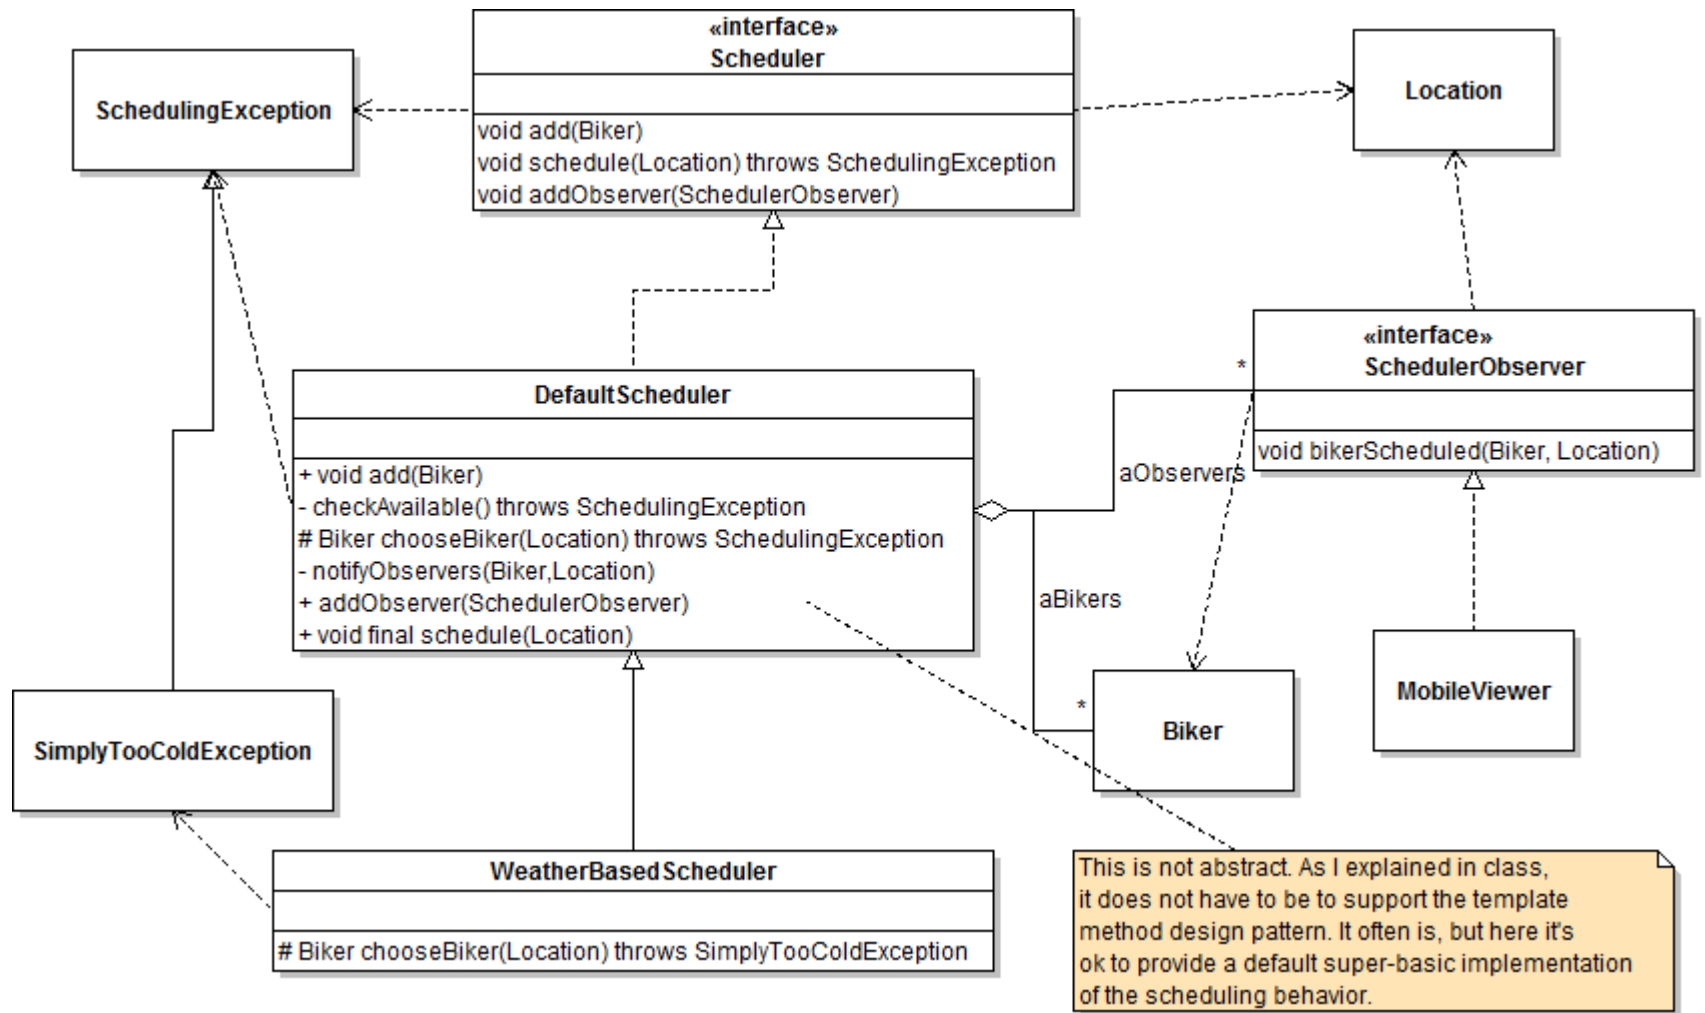 «interface»
Scheduler
void add(Biker)
void schedule(Location) throws SchedulingException
void addObserver(SchedulerObserver)
SchedulingException
Location
«interface»
SchedulerObserver
void bikerScheduled(Biker, Location)
*
aObservers
DefaultScheduler
+ void add(Biker)
- checkAvailable() throws SchedulingException
# Biker chooseBiker(Location) throws SchedulingException
- notifyObservers(Biker,Location)
+ addObserver(SchedulerObserver)
+ void final schedule(Location)
aBikers
*
Biker
MobileViewer
SimplyTooColdException
WeatherBasedScheduler
# Biker chooseBiker(Location) throws SimplyTooColdException
This is not abstract. As I explained in class,
it does not have to be to support the template
method design pattern. It often is, but here it's
ok to provide a default super-basic implementation
of the scheduling behavior.